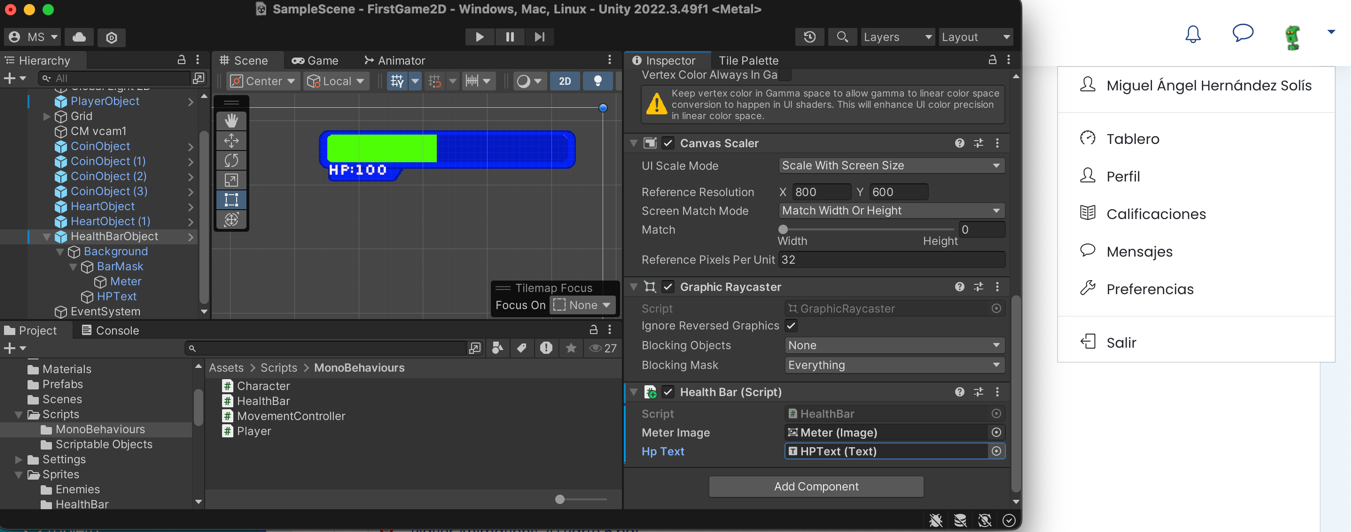 SampleScene - FirstGame2D - Windows, Mac, Linux - Unity 2022.3.49f1 <Metal>
MS
Layers
Layout
Hierarchy
All
Global Light 2D
PlayerObject
Grid
CM vcam1
CoinObject
CoinObject (1)
CoinObject (2)
CoinObject (3)
HeartObject
HeartObject (1)
HealthBarObject
Background
BarMask
Meter
HPText
EventSystem
Scene
Game
Animator
Center
Local
2D
HP:100
Tilemap Focus
Focus On
None
Project
Console
27
Materials
Prefabs
Scenes
Scripts
MonoBehaviours
Scriptable Objects
Settings
Sprites
Enemies
HealthBar
Assets > Scripts > MonoBehaviours
Character
HealthBar
MovementController
Player
Inspector
Tile Palette
Vertex Color Always In Ga
Keep vertex color in Gamma space to allow gamma to linear color space
conversion to happen in UI shaders. This will enhance UI color precision
in linear color space.
Canvas Scaler
UI Scale Mode
Scale With Screen Size
Reference Resolution
X 800 Y 600
Screen Match Mode
Match Width Or Height
Match
0
Width
Height
Reference Pixels Per Unit
32
Graphic Raycaster
Script
GraphicRaycaster
Ignore Reversed Graphics
Blocking Objects
None
Blocking Mask
Everything
Health Bar (Script)
Script
HealthBar
Meter Image
Meter (Image)
Hp Text
HPText (Text)
Add Component
Miguel Ángel Hernández Solís
Tablero
Perfil
Calificaciones
Mensajes
Preferencias
Salir